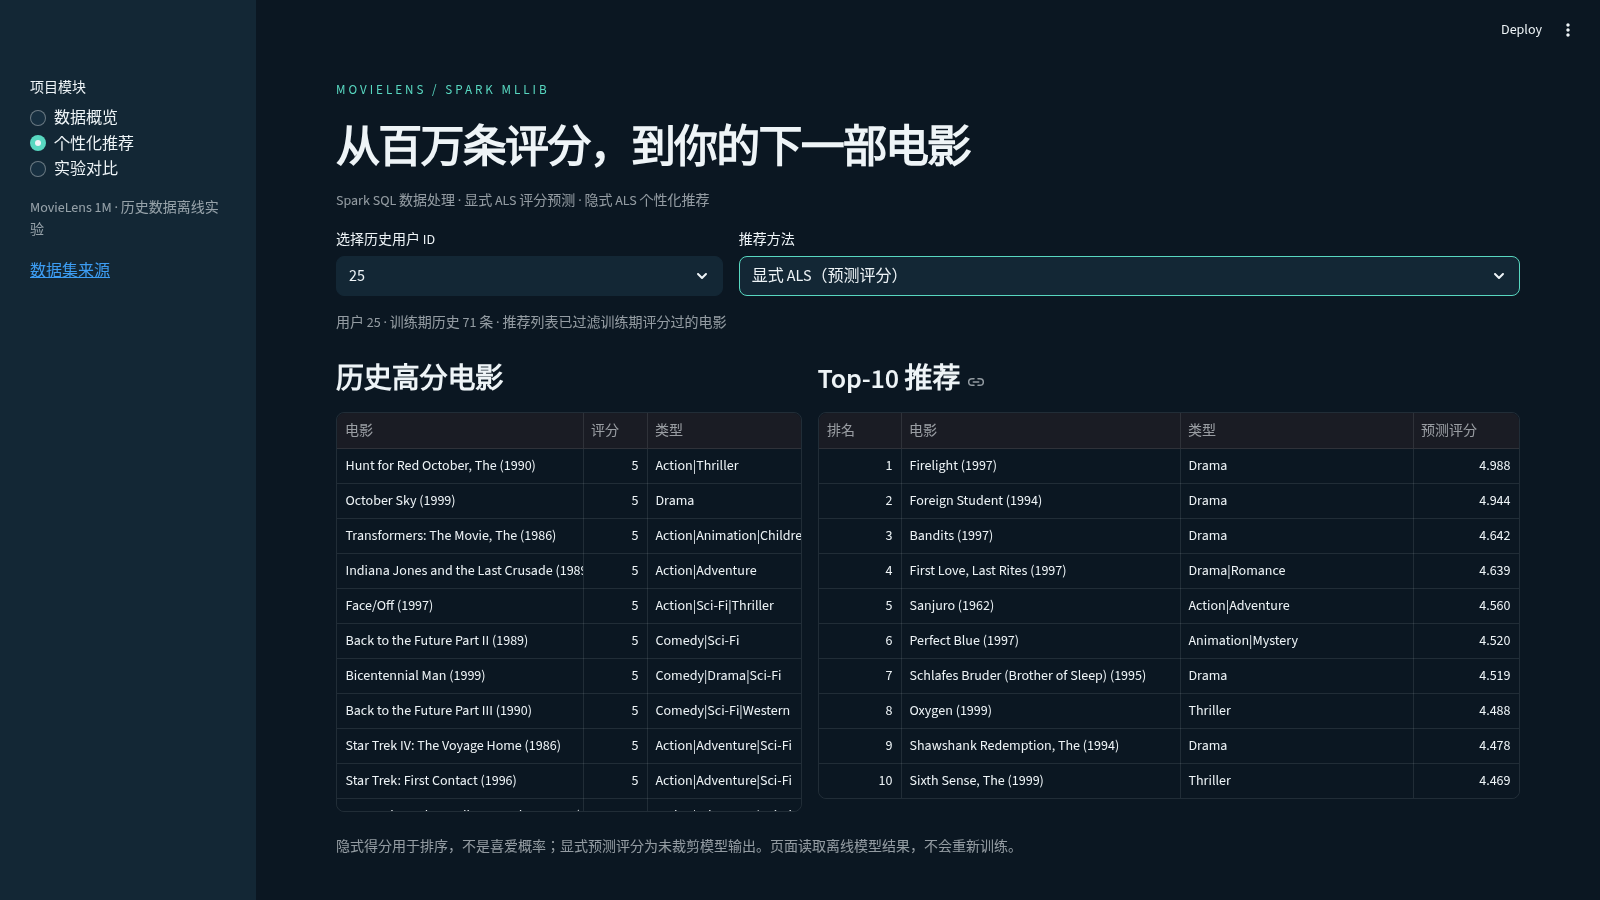 Deploy
项目模块
数据概览
个性化推荐
实验对比
MovieLens 1M · 历史数据离线实
验
数据集来源
MOVIELENS / SPARK MLLIB
从百万条评分，到你的下一部电影
Spark SQL 数据处理 · 显式 ALS 评分预测 · 隐式 ALS 个性化推荐
选择历史用户 ID
25
推荐方法
显式 ALS（预测评分）
用户 25 · 训练期历史 71 条 · 推荐列表已过滤训练期评分过的电影
历史高分电影
电影 评分 类型
Hunt for Red October, The (1990) 5 Action|Thriller
October Sky (1999) 5 Drama
Transformers: The Movie, The (1986) 5 Action|Animation|Childre
Indiana Jones and the Last Crusade (198 5 Action|Adventure
Face/Off (1997) 5 Action|Sci-Fi|Thriller
Back to the Future Part II (1989) 5 Comedy|Sci-Fi
Bicentennial Man (1999) 5 Comedy|Drama|Sci-Fi
Back to the Future Part III (1990) 5 Comedy|Sci-Fi|Western
Star Trek IV: The Voyage Home (1986) 5 Action|Adventure|Sci-Fi
Star Trek: First Contact (1996) 5 Action|Adventure|Sci-Fi
Top-10 推荐
排名 电影 类型 预测评分
1 Firelight (1997) Drama 4.988
2 Foreign Student (1994) Drama 4.944
3 Bandits (1997) Drama 4.642
4 First Love, Last Rites (1997) Drama|Romance 4.639
5 Sanjuro (1962) Action|Adventure 4.560
6 Perfect Blue (1997) Animation|Mystery 4.520
7 Schlafes Bruder (Brother of Sleep) (1995) Drama 4.519
8 Oxygen (1999) Thriller 4.488
9 Shawshank Redemption, The (1994) Drama 4.478
10 Sixth Sense, The (1999) Thriller 4.469
隐式得分用于排序，不是喜爱概率；显式预测评分为未裁剪模型输出。页面读取离线模型结果，不会重新训练。